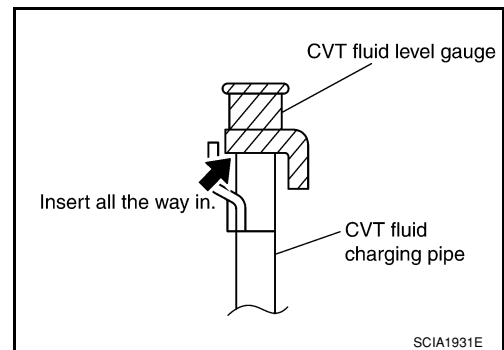 CVT fluid level gauge
Insert all the way in.
CVT fluid
charging pipe
SCIA1931E